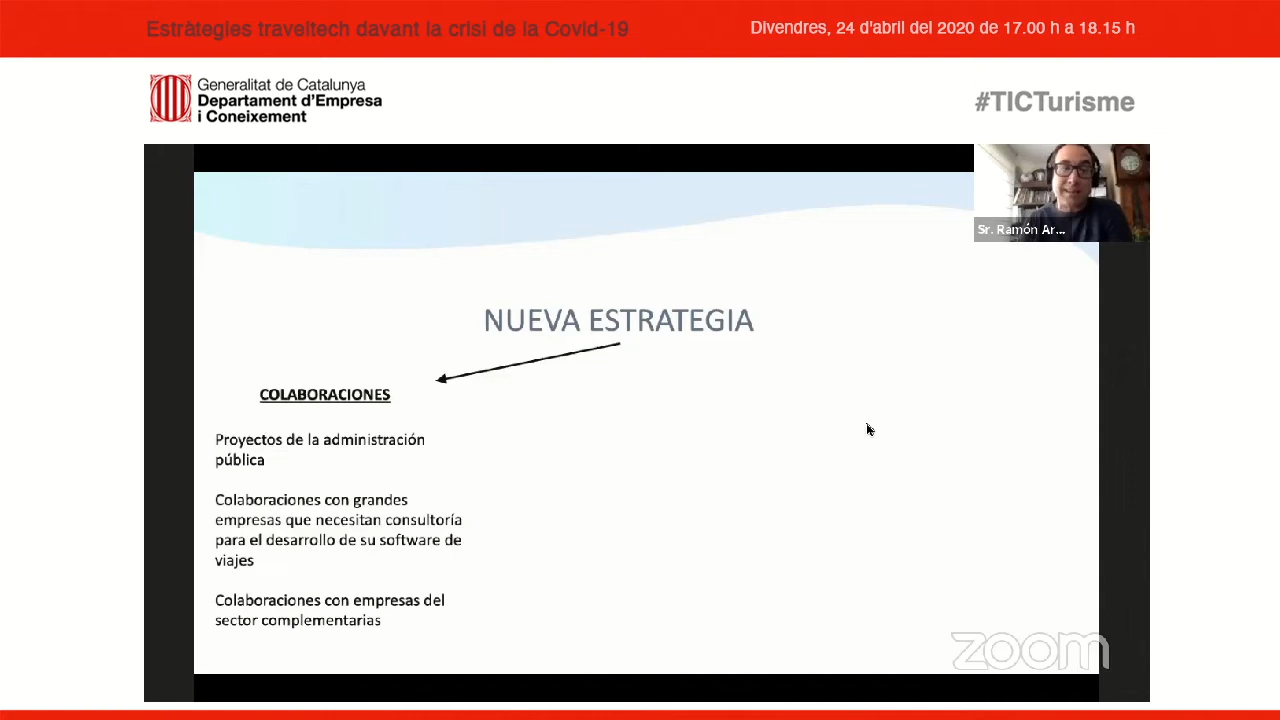 Estràtegies traveltech davant la crisi de la Covid-19
Divendres, 24 d'abril del 2020 de 17.00 h a 18.15 h
Generalitat de Catalunya
Departament d'Empresa
i Coneixement
#TICTurisme
Sr. Ramón Ar...
NUEVA ESTRATEGIA
COLABORACIONES
Proyectos de la administración
pública
Colaboraciones con grandes
empresas que necesitan consultoría
para el desarrollo de su software de
viajes
Colaboraciones con empresas del
sector complementarias
zoom